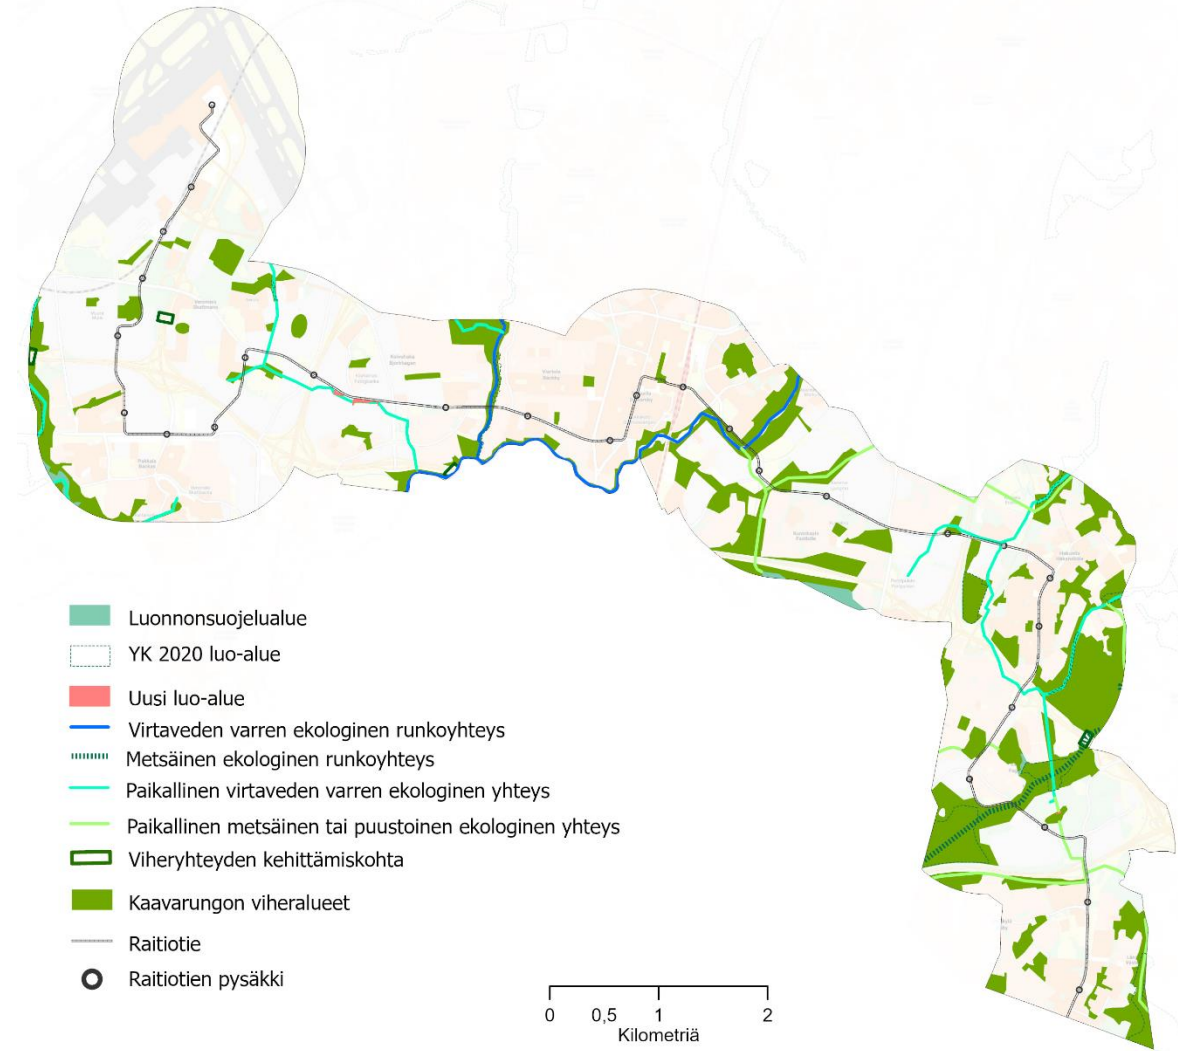 Luonnonsuojelualue
YK 2020 luo-alue
Uusi luo-alue
Virtaveden varren ekologinen runkoyhteys
Metsäinen ekologinen runkoyhteys
Paikallinen virtaveden varren ekologinen yhteys
Paikallinen metsäinen tai puustoinen ekologinen yhteys
Viheryhteyden kehittämiskohta
Kaavarungon viheralueet
Raitiotie
Raitiotien pysäkki
0 0,5 1 2
Kilometriä